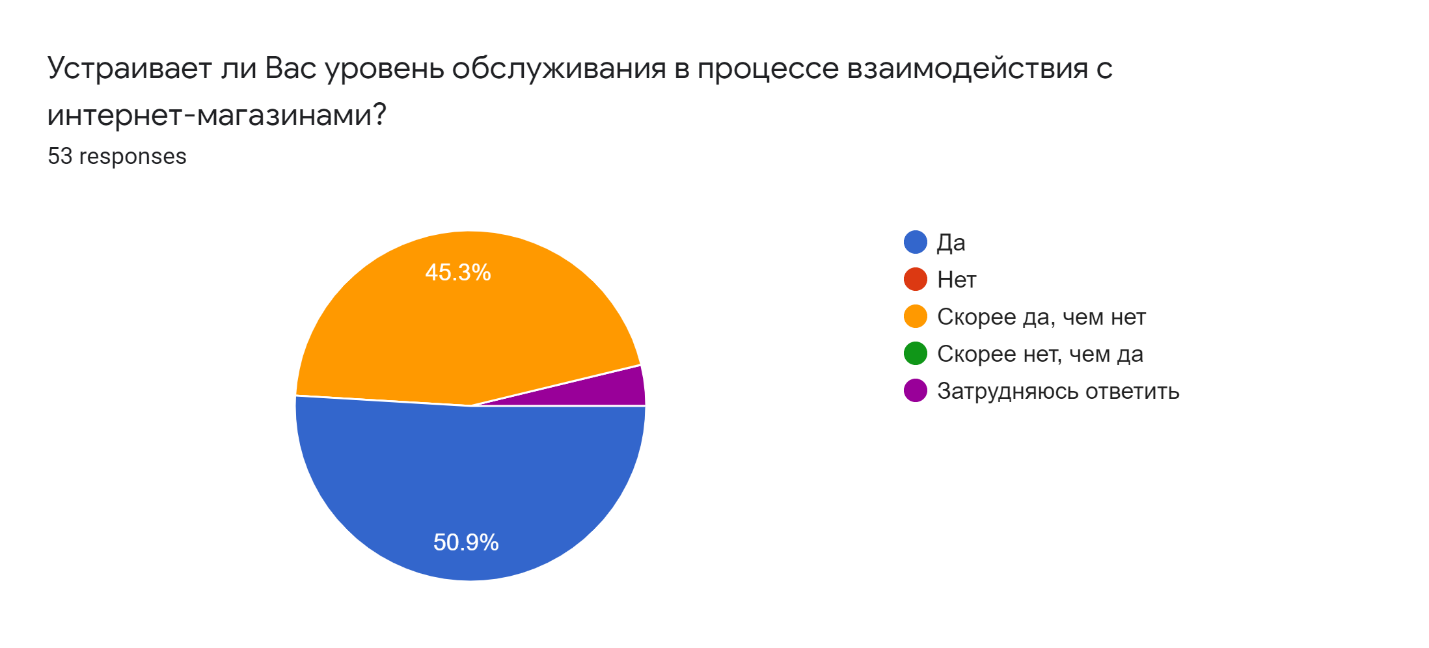 Устраивает ли Вас уровень обслуживания в процессе взаимодействия с
интернет-магазинами?
53 responses
45.3%
50.9%
Да
Нет
Скорее да, чем нет
Скорее нет, чем да
Затрудняюсь ответить